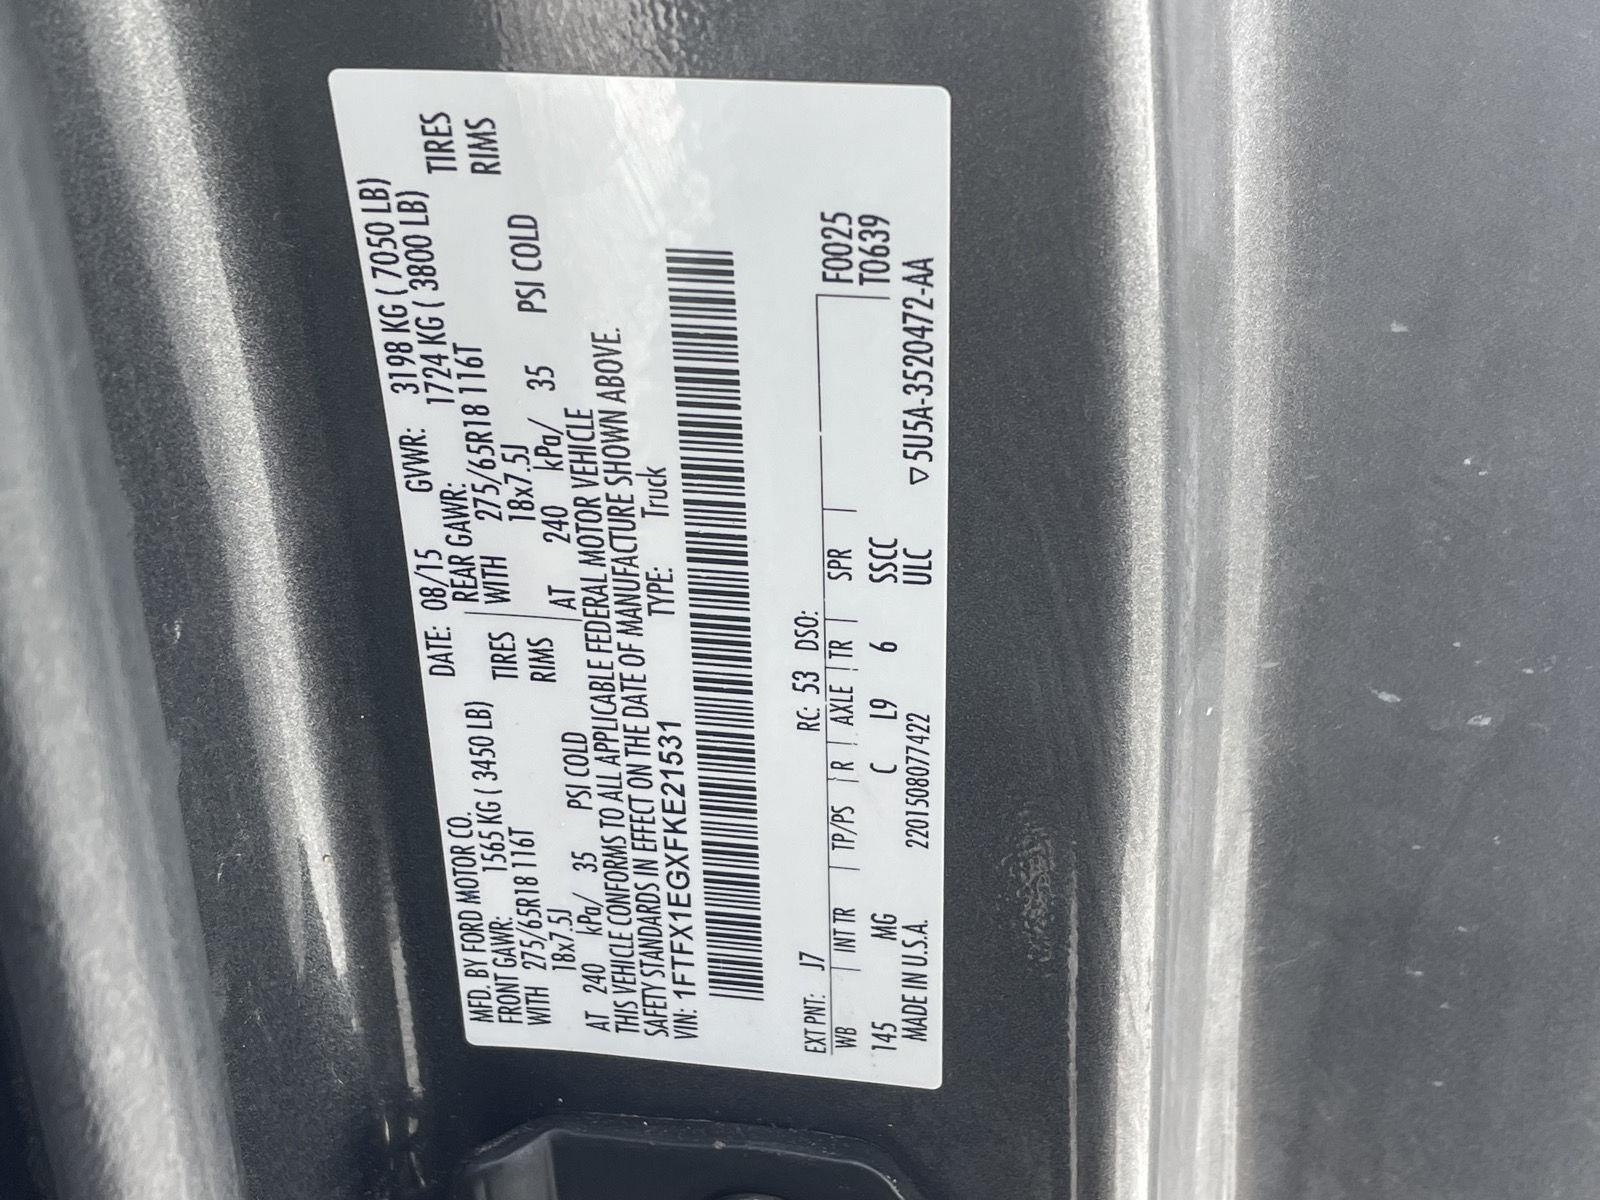 MFD. BY FORD MOTOR CO. DATE: 08/15 GVWR: 3198 KG ( 7050 LB)
FRONT GAWR: 1565 KG ( 3450 LB) REAR GAWR: 1724 KG ( 3800 LB)
WITH 275/65R18 116T TIRES WITH 275/65R18 116T TIRES
18x7.5J RIMS 18x7.5J RIMS
AT 240 kPa/ 35 PSI COLD AT 240 kPa/ 35 PSI COLD
THIS VEHICLE CONFORMS TO ALL APPLICABLE FEDERAL MOTOR VEHICLE
SAFETY STANDARDS IN EFFECT ON THE DATE OF MANUFACTURE SHOWN ABOVE.
VIN: 1FTFX1EGXFKE21531 TYPE: Truck
EXT PNT: J7 RC: 53 DSO: F0025
WB INT TR TP/PS R AXLE TR SPR T0639
145 MG C L9 6 SSCC
MADE IN U.S.A. 2201508077422 ULC ▽5U5A-3520472-AA